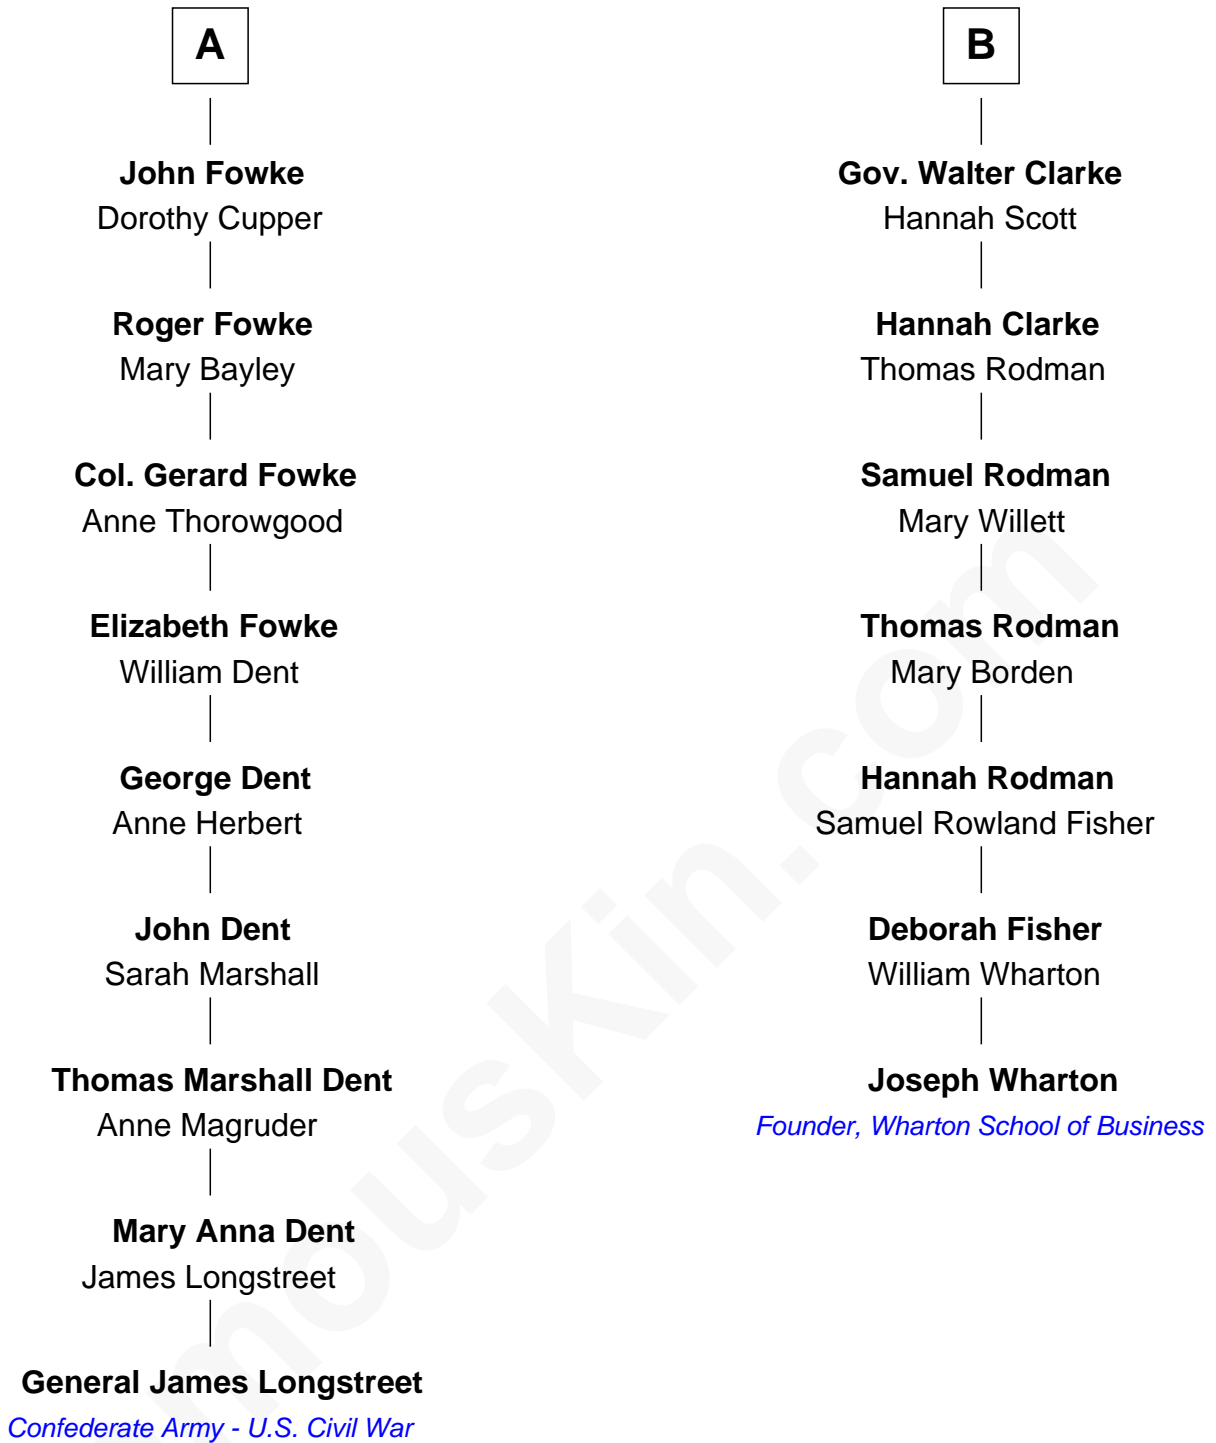 A
John Fowke
Dorothy Cupper
Roger Fowke
Mary Bayley
Col. Gerard Fowke
Anne Thorowgood
Elizabeth Fowke
William Dent
George Dent
Anne Herbert
John Dent
Sarah Marshall
Thomas Marshall Dent
Anne Magruder
Mary Anna Dent
James Longstreet
General James Longstreet
Confederate Army - U.S. Civil War
B
Gov. Walter Clarke
Hannah Scott
Hannah Clarke
Thomas Rodman
Samuel Rodman
Mary Willett
Thomas Rodman
Mary Borden
Hannah Rodman
Samuel Rowland Fisher
Deborah Fisher
William Wharton
Joseph Wharton
Founder, Wharton School of Business
mousKin.com